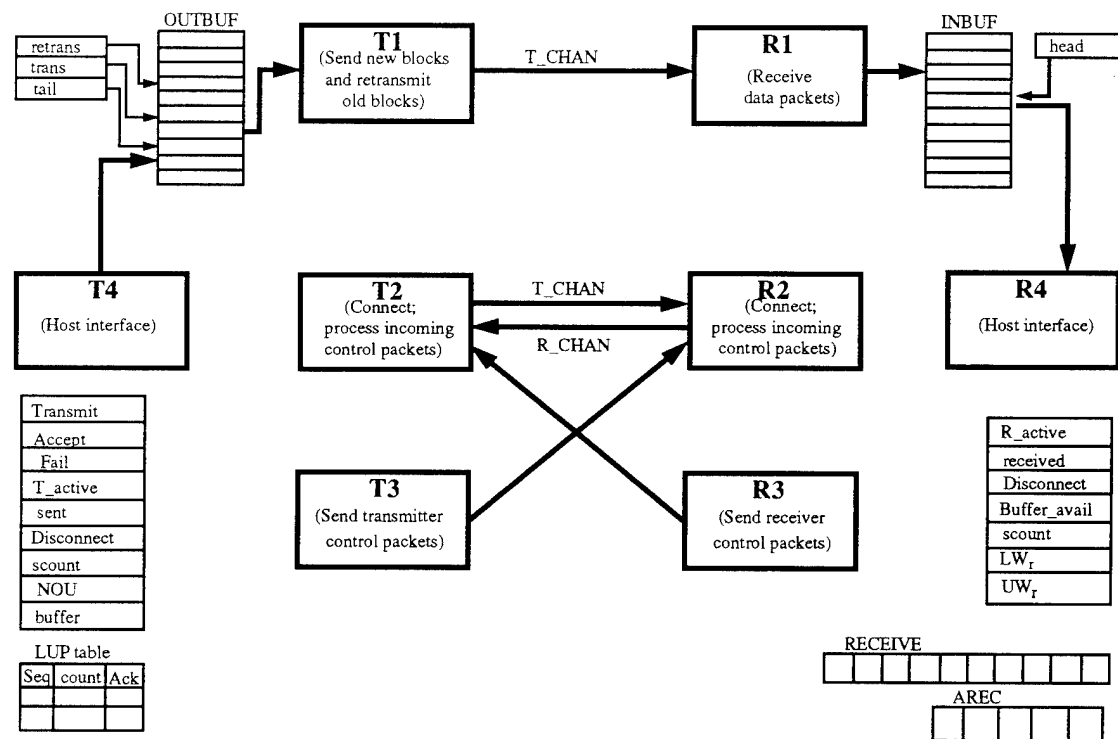 OUTBUF
retrans
trans
tail
T1
(Send new blocks
and retransmit
old blocks)
T_CHAN
R1
(Receive
data packets)
INBUF
head
T4
(Host interface)
T2
(Connect;
process incoming
control packets)
T_CHAN
R_CHAN
R2
(Connect;
process incoming
control packets)
R4
(Host interface)
T3
(Send transmitter
control packets)
R3
(Send receiver
control packets)
Transmit
Accept
Fail
T_active
sent
Disconnect
scount
NOU
buffer
R_active
received
Disconnect
Buffer_avail
scount
LWr
UWr
LUP table
Seq count Ack
RECEIVE
AREC